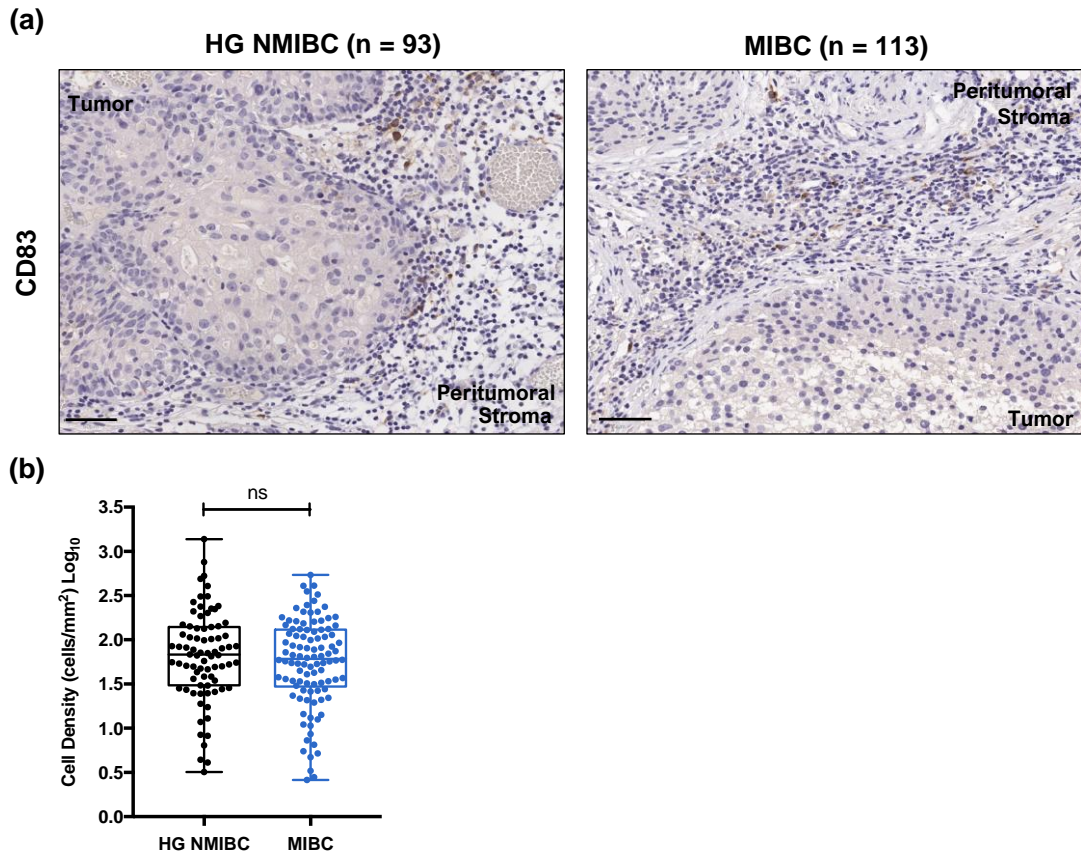 (a)
HG NMIBC (n = 93)
MIBC (n = 113)
CD83
Tumor
Peritumoral
Stroma
Peritumoral
Stroma
Tumor
(b)
ns
Cell Density (cells/mm²) Log₁₀
3.5
3.0
2.5
2.0
1.5
1.0
0.5
0.0
HG NMIBC
MIBC